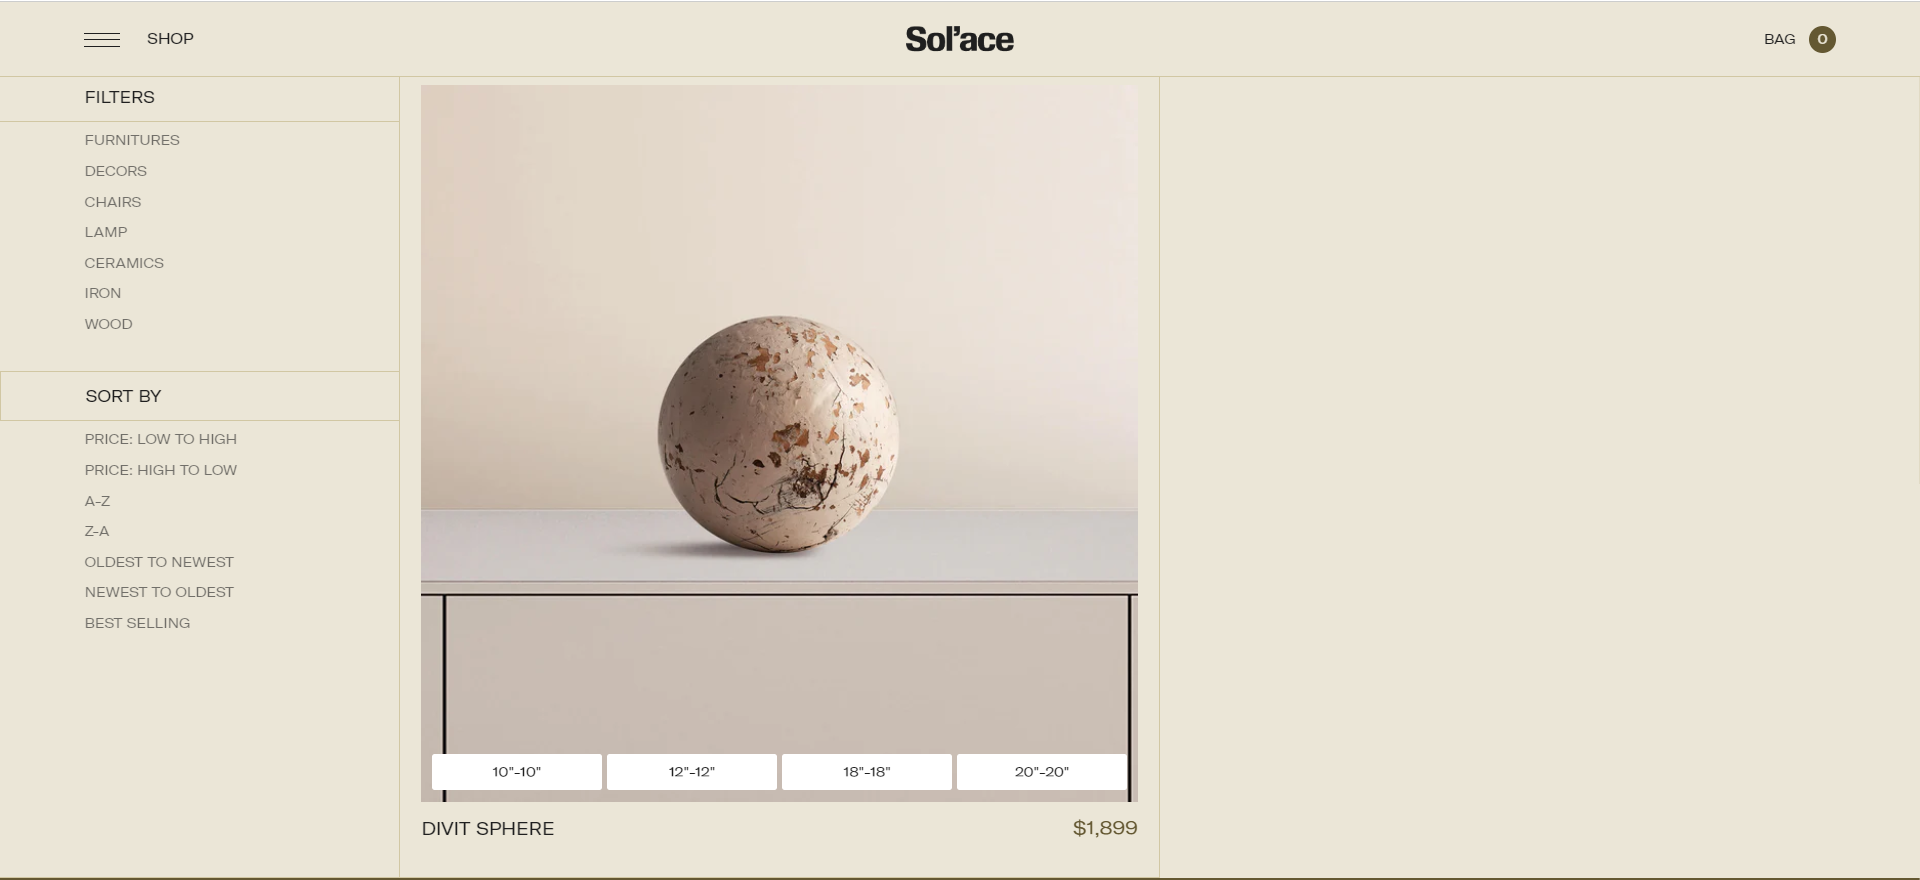 SHOP
Sol'ace
BAG 0
FILTERS
FURNITURES
DECORS
CHAIRS
LAMP
CERAMICS
IRON
WOOD
SORT BY
PRICE: LOW TO HIGH
PRICE: HIGH TO LOW
A-Z
Z-A
OLDEST TO NEWEST
NEWEST TO OLDEST
BEST SELLING
10"-10"
12"-12"
18"-18"
20"-20"
DIVIT SPHERE
$1,899